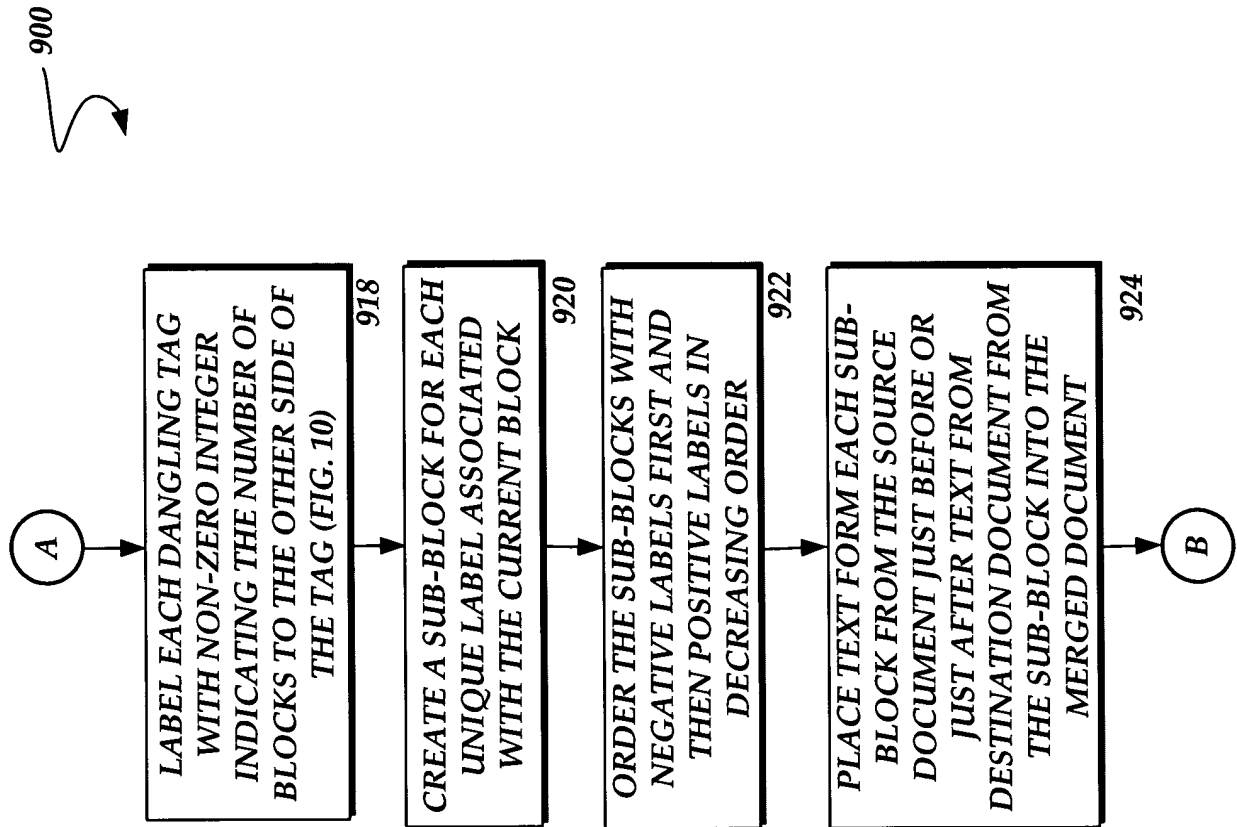 900
A
LABEL EACH DANGLING TAG
WITH NON-ZERO INTEGER
INDICATING THE NUMBER OF
BLOCKS TO THE OTHER SIDE OF
THE TAG (FIG. 10)
918
CREATE A SUB-BLOCK FOR EACH
UNIQUE LABEL ASSOCIATED
WITH THE CURRENT BLOCK
920
ORDER THE SUB-BLOCKS WITH
NEGATIVE LABELS FIRST AND
THEN POSITIVE LABELS IN
DECREASING ORDER
922
PLACE TEXT FORM EACH SUB-
BLOCK FROM THE SOURCE
DOCUMENT JUST BEFORE OR
JUST AFTER TEXT FROM
DESTINATION DOCUMENT FROM
THE SUB-BLOCK INTO THE
MERGED DOCUMENT
924
B